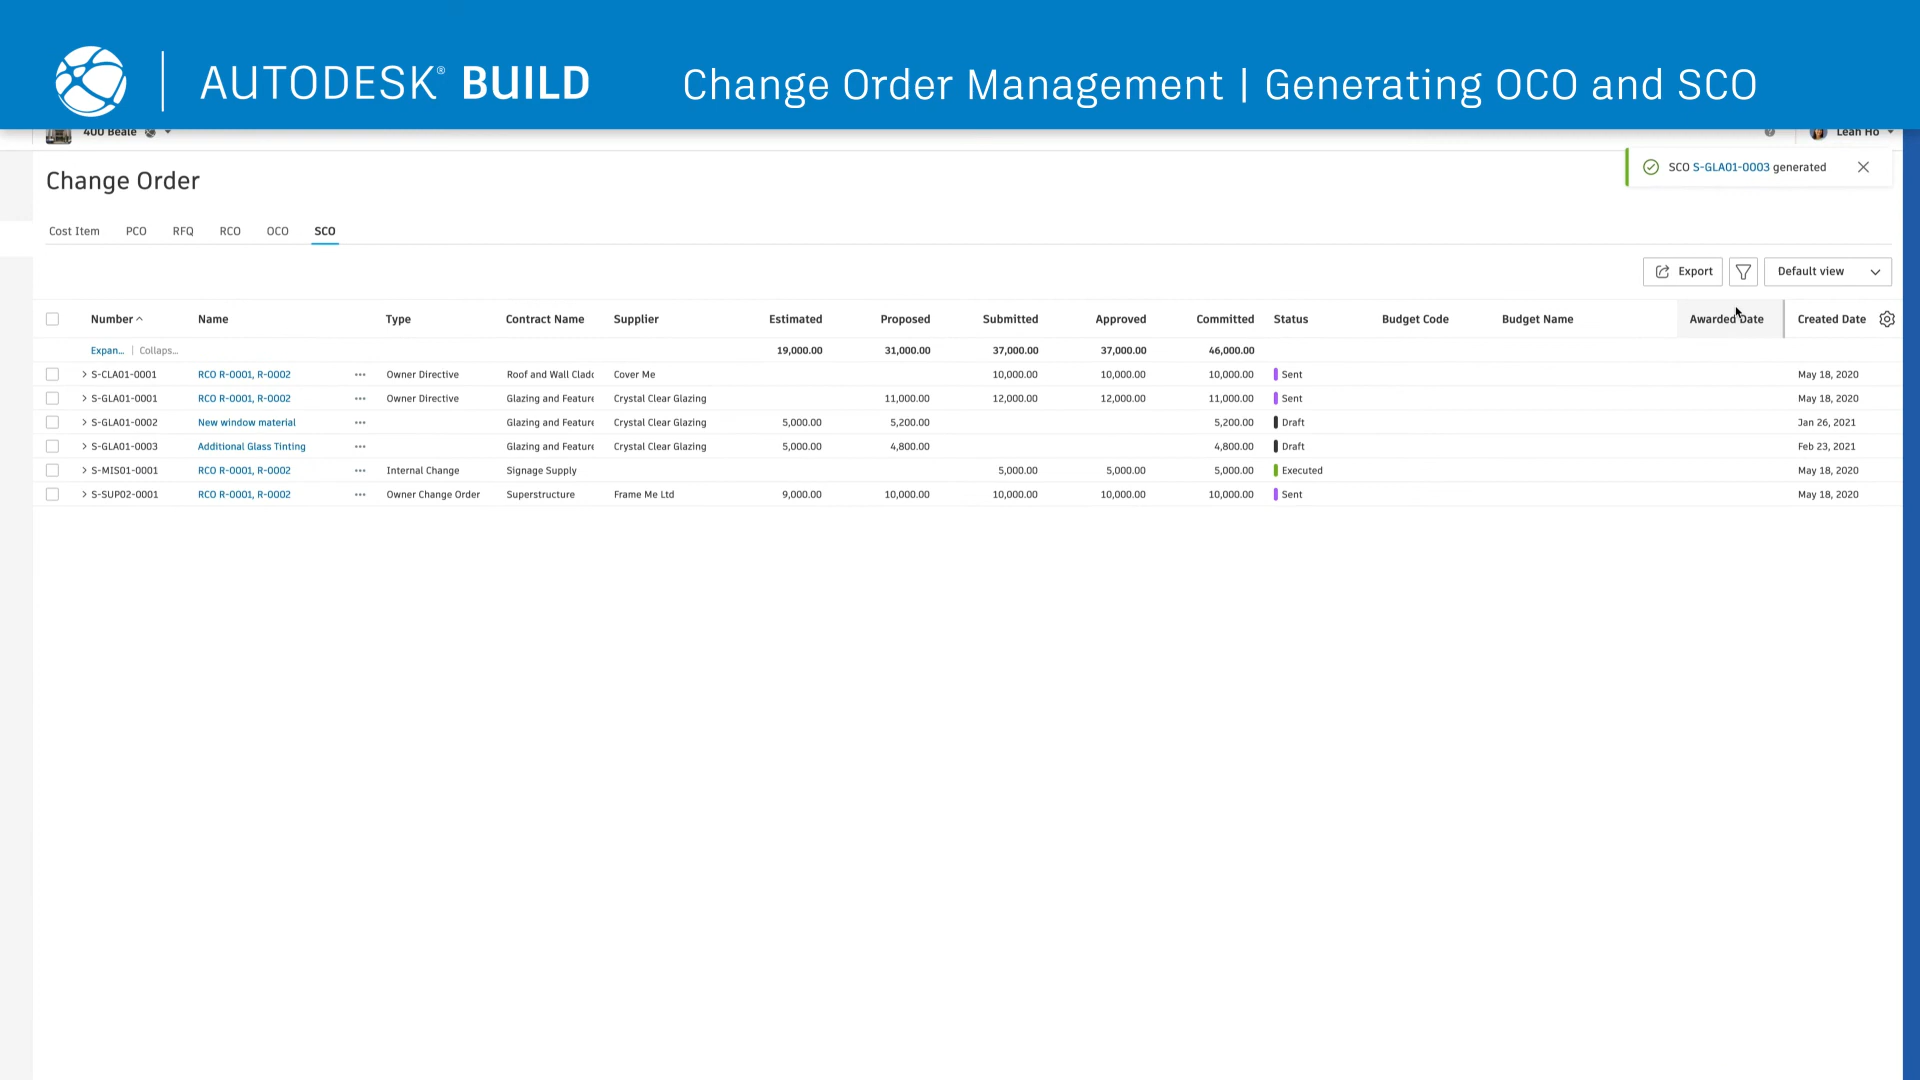 AUTODESK® BUILD
Change Order Management | Generating OCO and SCO
400 Beale
Leah Ho
Change Order
SCO S-GLA01-0003 generated
Cost Item PCO RFQ RCO OCO SCO
Export Default view
Number Name Type Contract Name Supplier Estimated Proposed Submitted Approved Committed Status Budget Code Budget Name Awarded Date Created Date
Expan... | Collaps... 19,000.00 31,000.00 37,000.00 37,000.00 46,000.00
S-CLA01-0001 RCO R-0001, R-0002 ... Owner Directive Roof and Wall Cladd Cover Me 10,000.00 10,000.00 10,000.00 Sent May 18, 2020
S-GLA01-0001 RCO R-0001, R-0002 ... Owner Directive Glazing and Feature Crystal Clear Glazing 11,000.00 12,000.00 12,000.00 11,000.00 Sent May 18, 2020
S-GLA01-0002 New window material ... Glazing and Feature Crystal Clear Glazing 5,000.00 5,200.00 5,200.00 Draft Jan 26, 2021
S-GLA01-0003 Additional Glass Tinting ... Glazing and Feature Crystal Clear Glazing 5,000.00 4,800.00 4,800.00 Draft Feb 23, 2021
S-MIS01-0001 RCO R-0001, R-0002 ... Internal Change Signage Supply 5,000.00 5,000.00 5,000.00 Executed May 18, 2020
S-SUP02-0001 RCO R-0001, R-0002 ... Owner Change Order Superstructure Frame Me Ltd 9,000.00 10,000.00 10,000.00 10,000.00 10,000.00 Sent May 18, 2020